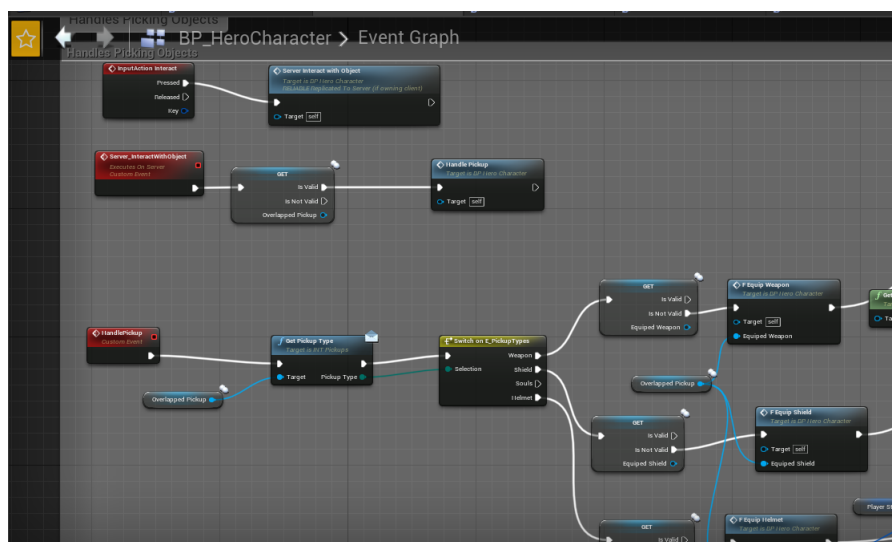 Handles Picking Objects
BP_HeroCharacter > Event Graph
Handles Picking Objects
InputAction Interact
Pressed
Released
Key
Server Interact with Object
Target is BP Hero Character
RELIABLE Replicated To Server (if owning client)
Target self
Server_InteractWithObject
Executes On Server
Custom Event
GET
Is Valid
Is Not Valid
Overlapped Pickup
Handle Pickup
Target is BP Hero Character
Target self
HandlePickup
Custom Event
Overlapped Pickup
Get Pickup Type
Target is INT Pickups
Target
Pickup Type
Switch on E_PickupTypes
Selection
Weapon
Shield
Souls
Helmet
GET
Is Valid
Is Not Valid
Equiped Weapon
F Equip Weapon
Target is BP Hero Character
Target self
Equiped Weapon
Get
Ta
Overlapped Pickup
GET
Is Valid
Is Not Valid
Equiped Shield
F Equip Shield
Target is BP Hero Character
Target self
Equiped Shield
Player St
GET
Is Valid
F Equip Helmet
Target is BP Hero Character